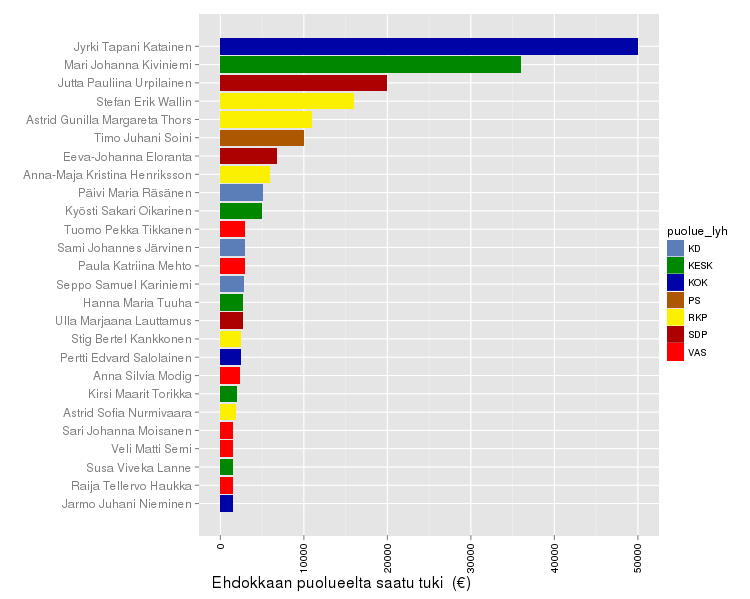 Jyrki Tapani Katainen
Mari Johanna Kiviniemi
Jutta Pauliina Urpilainen
Stefan Erik Wallin
Astrid Gunilla Margareta Thors
Timo Juhani Soini
Eeva-Johanna Eloranta
Anna-Maja Kristina Henriksson
Päivi Maria Räsänen
Kyösti Sakari Oikarinen
Tuomo Pekka Tikkanen
Sami Johannes Järvinen
Paula Katriina Mehto
Seppo Samuel Kariniemi
Hanna Maria Tuuha
Ulla Marjaana Lauttamus
Stig Bertel Kankkonen
Pertti Edvard Salolainen
Anna Silvia Modig
Kirsi Maarit Torikka
Astrid Sofia Nurmivaara
Sari Johanna Moisanen
Veli Matti Semi
Susa Viveka Lanne
Raija Tellervo Haukka
Jarmo Juhani Nieminen
0
10000
20000
30000
40000
50000
Ehdokkaan puolueelta saatu tuki (€)
puolue_lyh
KD
KESK
KOK
PS
RKP
SDP
VAS